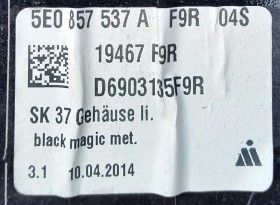 5E0 857 537 A F9R 04S
19467 F9R
D6903135F9R
SK 37 Gehäuse li.
black magic met.
3.1 10.04.2014